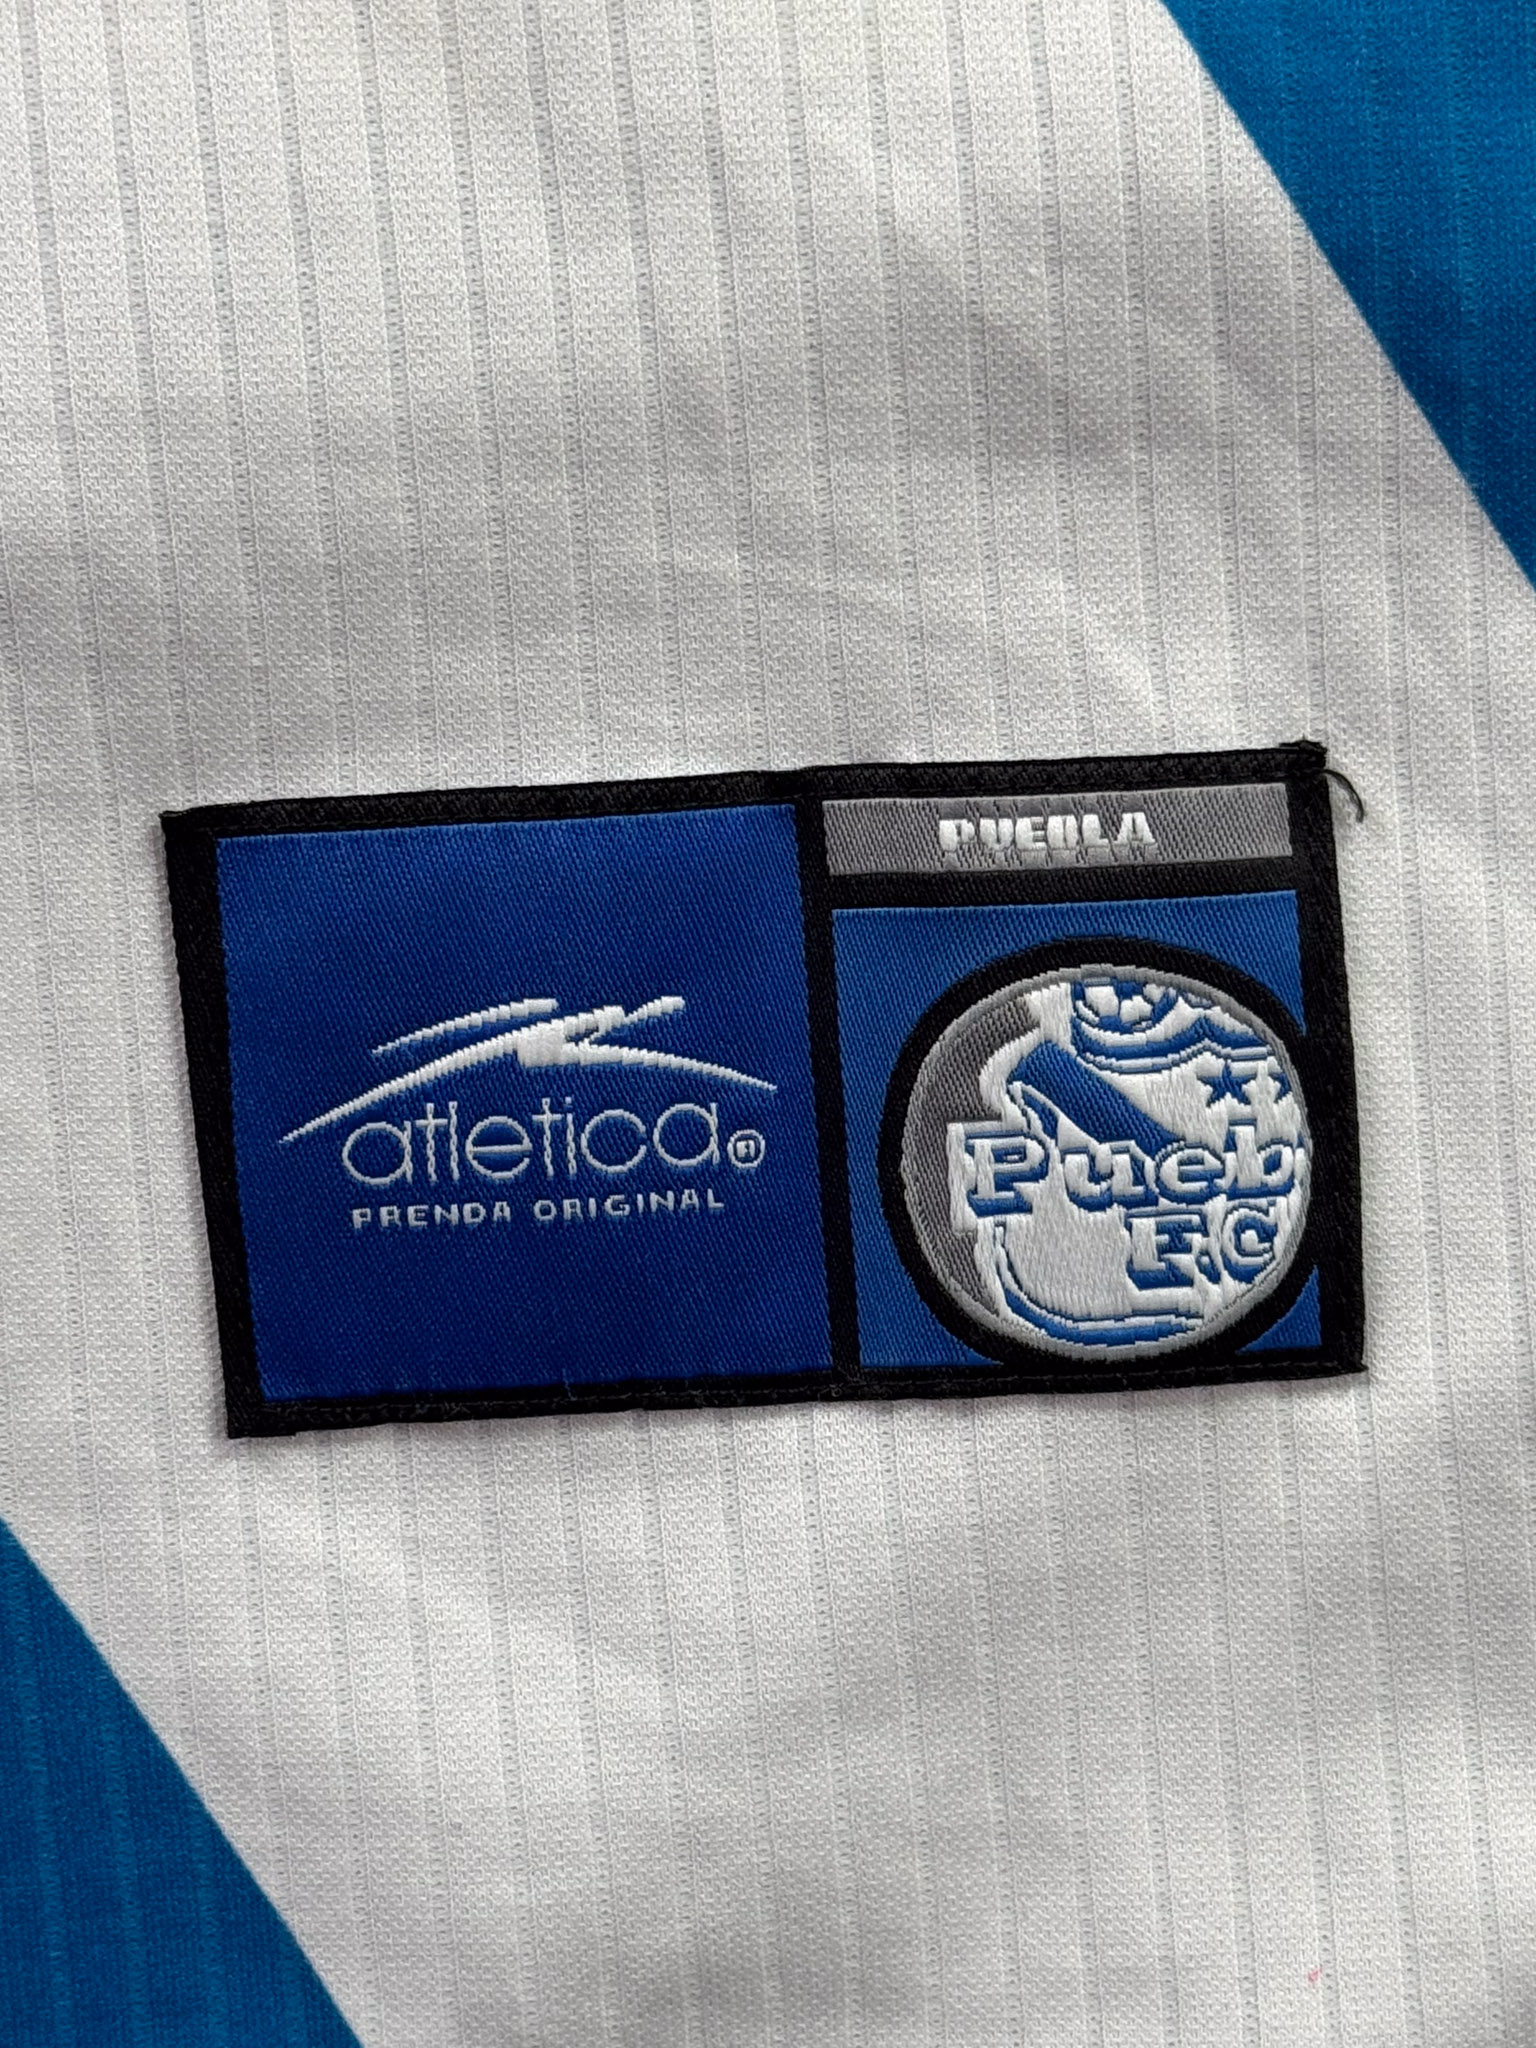 PUEBLA
atletica®
PRENDA ORIGINAL
Pueb
F.C